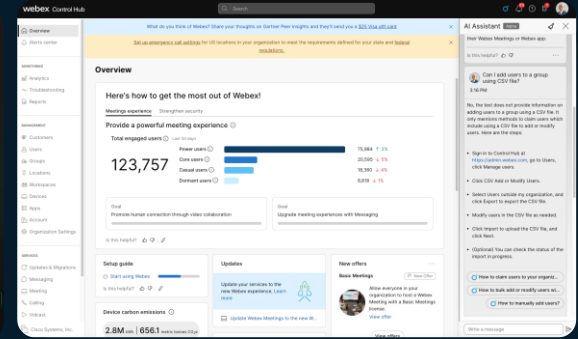 webex Control Hub
Search
What do you think of Webex? Share your thoughts on Gartner Peer Insights and they'll send you a $25 Visa gift card
Set up emergency call settings for US locations in your organization to meet the requirements defined for your state and federal
regulations.
Overview
Alerts center
MONITORING
Analytics
Troubleshooting
Reports
MANAGEMENT
Customers
Users
Groups
Locations
Workspaces
Devices
Apps
Account
Organization Settings
SERVICES
Updates & Migrations
Messaging
Meeting
Calling
Vidcast
Cisco Systems, Inc.
Overview
Here's how to get the most out of Webex!
Meetings experience Strengthen security
Provide a powerful meeting experience
Total engaged users Last 30 days
123,757
Power users
Core users
Casual users
Dormant users
Goal
Promote human connection through video collaboration
Goal
Upgrade meeting experiences with Messaging
Is this helpful?
Setup guide
Start using Webex
Is this helpful?
Device carbon emissions
2.8M kWh 656.1
Updates
Update your services to the
new Webex experience. Learn
more
Update Webex Meetings to the new W...
New offers
Basic Meetings
New Offer
Allow everyone in your
organization to host a Webex
Meeting with a Basic Meetings
license.
View offer
View offers
AI Assistant
their Webex Meetings or Webex app.
Is this helpful?
Can I add users to a group
using CSV file?
3:16 PM
No, the text does not provide information on
adding users to a group using a CSV file. It
only mentions methods to claim users which
include using a CSV file to add or modify
users. Here are the steps:
Sign in to Control Hub at
https://admin.webex.com, go to Users,
click Manage users.
Click CSV Add or Modify Users.
Select Users outside my organization, and
click Export to export the CSV file.
Modify users in the CSV file as needed.
Click Import to upload the CSV file, and
click Next.
(Optional) You can check the status of the
import in progress.
How to claim users to your organiz...
How to bulk add or modify users wi...
How to manually add users?
Write a message